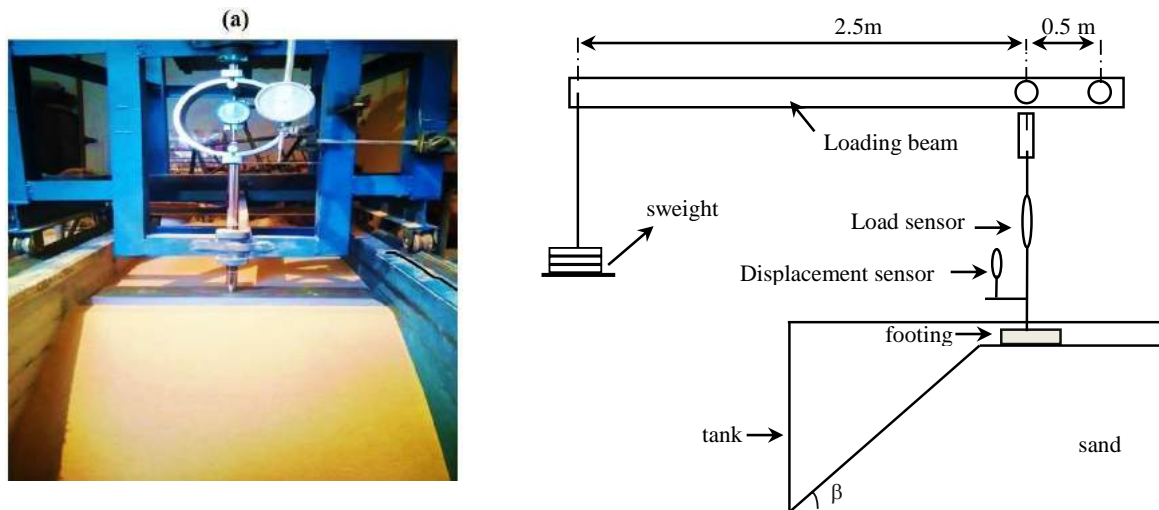 (a)
2.5m
0.5 m
Loading beam
sweight
Load sensor
Displacement sensor
footing
tank
sand
β